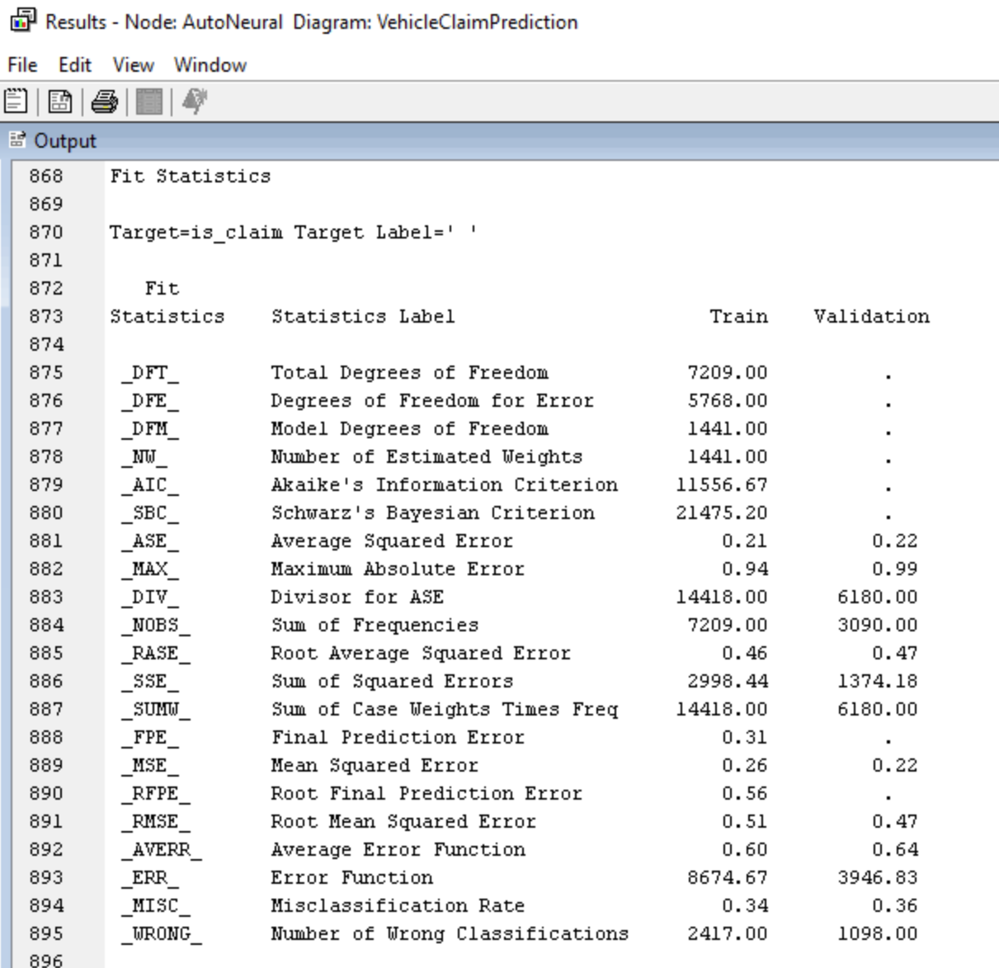 Results - Node: AutoNeural Diagram: VehicleClaimPrediction
File Edit View Window
Output
868 Fit Statistics
869
870 Target=is_claim Target Label=' '
871
872 Fit
873 Statistics Statistics Label Train Validation
874
875 _DFT_ Total Degrees of Freedom 7209.00 .
876 _DFE_ Degrees of Freedom for Error 5768.00 .
877 _DFM_ Model Degrees of Freedom 1441.00 .
878 _NW_ Number of Estimated Weights 1441.00 .
879 _AIC_ Akaike's Information Criterion 11556.67 .
880 _SBC_ Schwarz's Bayesian Criterion 21475.20 .
881 _ASE_ Average Squared Error 0.21 0.22
882 _MAX_ Maximum Absolute Error 0.94 0.99
883 _DIV_ Divisor for ASE 14418.00 6180.00
884 _NOBS_ Sum of Frequencies 7209.00 3090.00
885 _RASE_ Root Average Squared Error 0.46 0.47
886 _SSE_ Sum of Squared Errors 2998.44 1374.18
887 _SUMW_ Sum of Case Weights Times Freq 14418.00 6180.00
888 _FPE_ Final Prediction Error 0.31 .
889 _MSE_ Mean Squared Error 0.26 0.22
890 _RFPE_ Root Final Prediction Error 0.56 .
891 _RMSE_ Root Mean Squared Error 0.51 0.47
892 _AVERR_ Average Error Function 0.60 0.64
893 _ERR_ Error Function 8674.67 3946.83
894 _MISC_ Misclassification Rate 0.34 0.36
895 _WRONG_ Number of Wrong Classifications 2417.00 1098.00
896